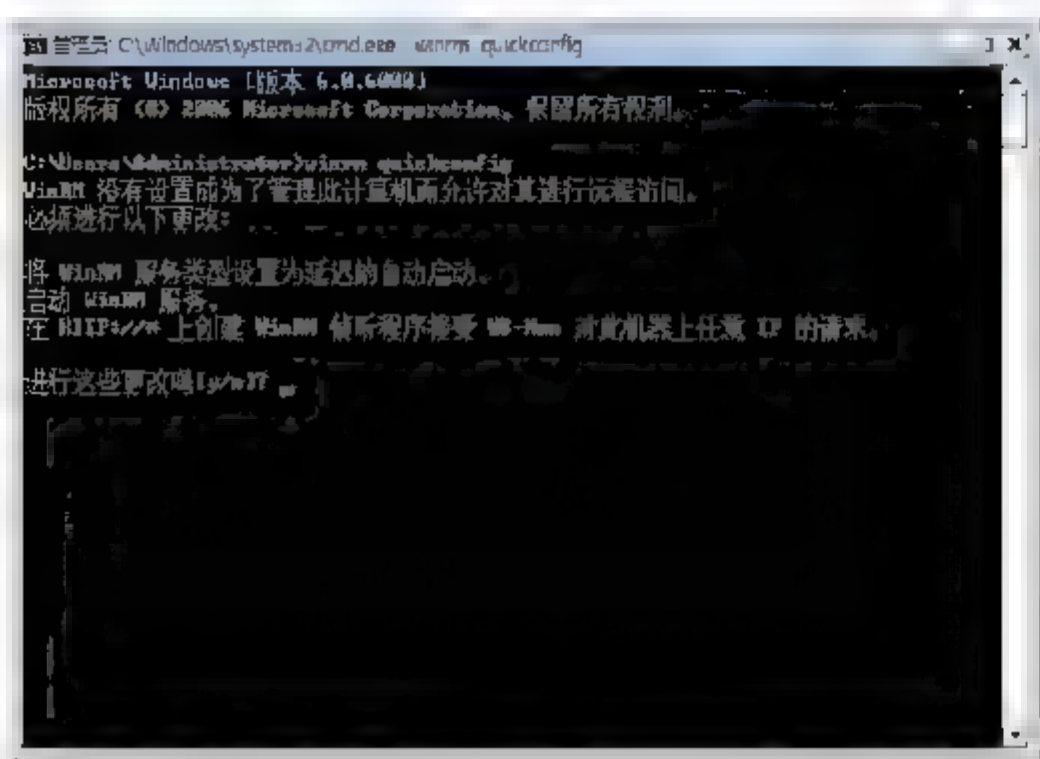 管理员: C:\Windows\system32\cmd.exe - winrm quickconfig
Microsoft Windows [版本 6.0.6000]
版权所有 (C) 2006 Microsoft Corporation。保留所有权利。
C:\Users\Administrator>winrm quickconfig
WinRM 没有设置成为了管理此计算机而允许对其进行远程访问。
必须进行以下更改:
将 WinRM 服务类型设置为延迟的自动启动。
启动 WinRM 服务。
在 HTTP://* 上创建 WinRM 侦听程序接受 WS-Man 对此机器上任意 IP 的请求。
进行这些更改吗[y/n]?